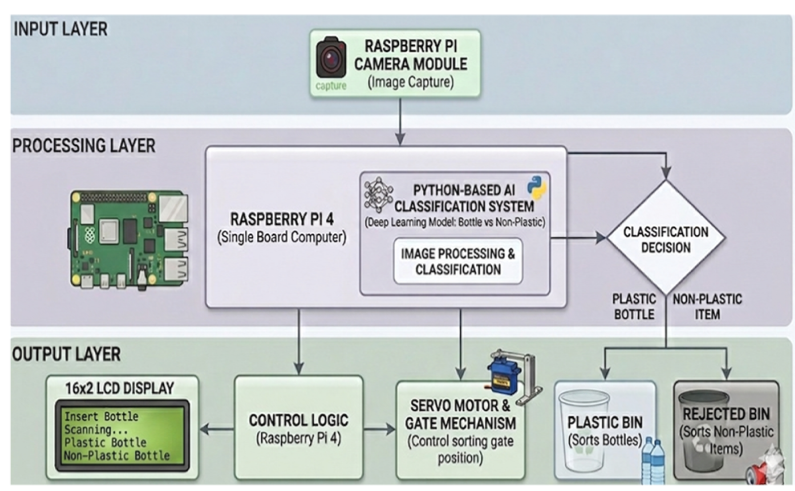 INPUT LAYER
RASPBERRY PI
CAMERA MODULE
(Image Capture)
capture
PROCESSING LAYER
RASPBERRY PI 4
(Single Board Computer)
PYTHON-BASED AI
CLASSIFICATION SYSTEM
(Deep Learning Model: Bottle vs Non-Plastic)
IMAGE PROCESSING &
CLASSIFICATION
CLASSIFICATION
DECISION
PLASTIC
BOTTLE
NON-PLASTIC
ITEM
OUTPUT LAYER
16x2 LCD DISPLAY
Insert Bottle
Scanning...
Plastic Bottle
Non-Plastic Bottle
CONTROL LOGIC
(Raspberry Pi 4)
SERVO MOTOR &
GATE MECHANISM
(Control sorting gate
position)
PLASTIC BIN
(Sorts Bottles)
REJECTED BIN
(Sorts Non-Plastic
Items)